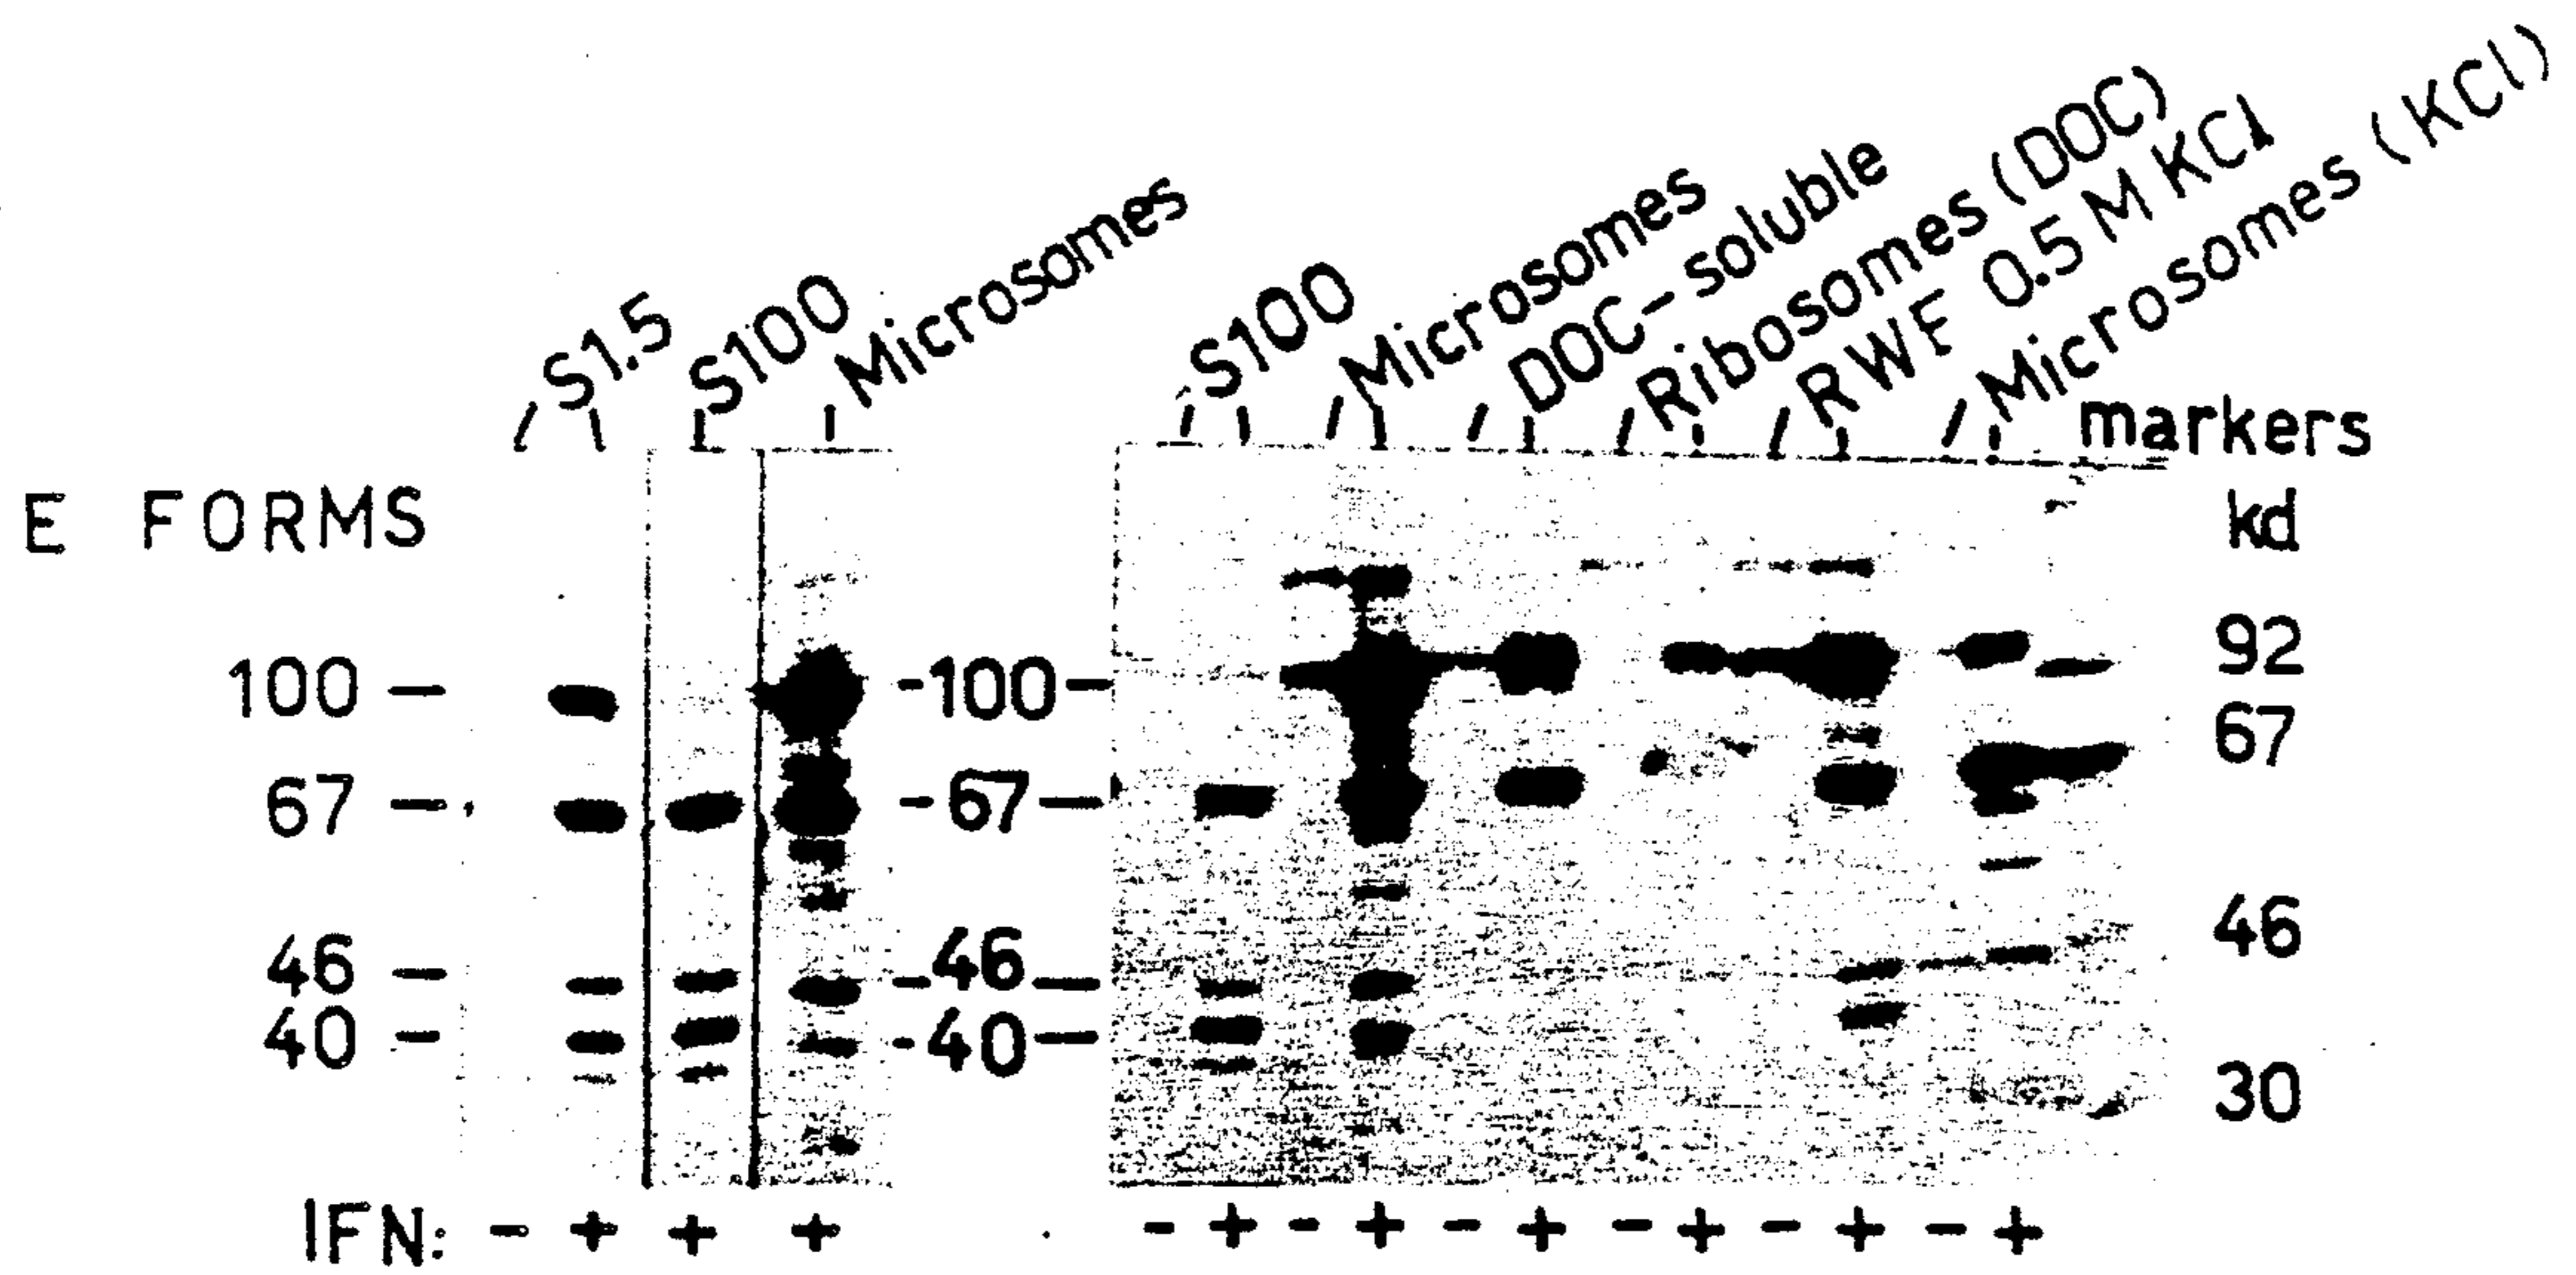 S1.5
S100
Microsomes
S100
Microsomes
DOC-soluble
Ribosomes (DOC)
RWF 0.5 M KCl
Microsomes (KCl)
markers
kd
E FORMS
100
67
46
40
-100-
-67-
-46-
-40-
92
67
46
30
IFN: - + + + - + - + - + - + - + - +